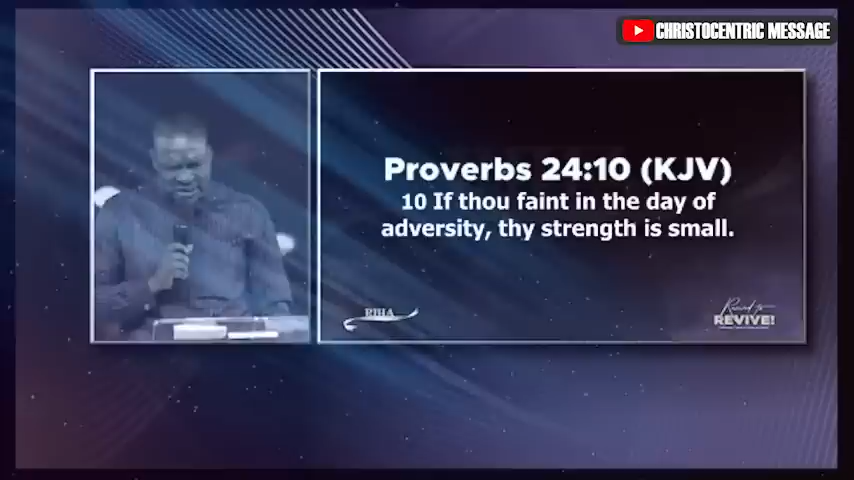 CHRISTOCENTRIC MESSAGE
Proverbs 24:10 (KJV)
10 If thou faint in the day of
adversity, thy strength is small.
REVIVE!